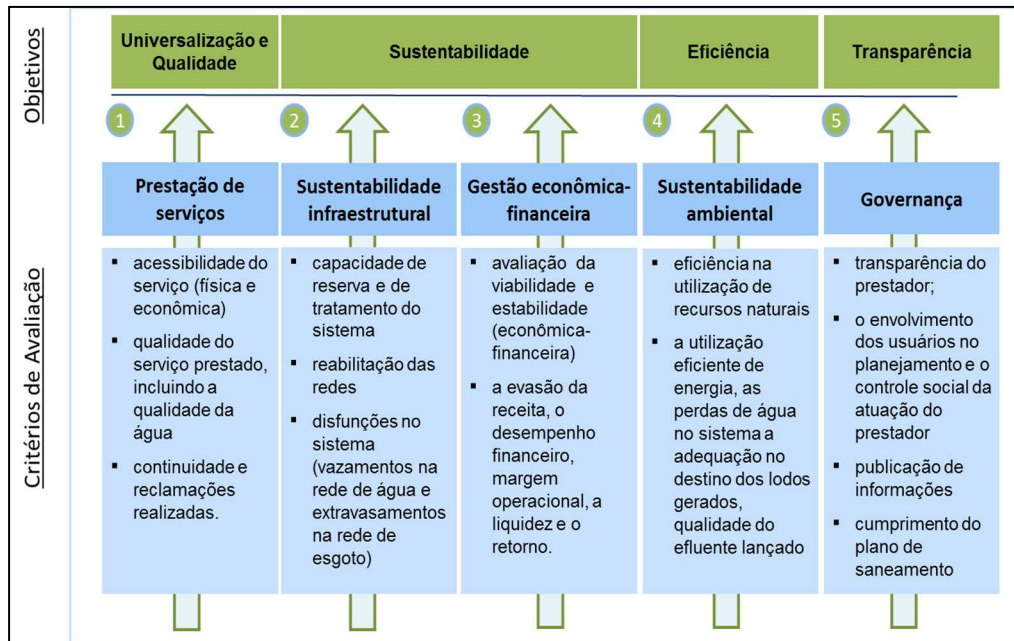 Objetivos
Universalização e
Qualidade
Sustentabilidade
Eficiência
Transparência
1
2
3
4
5
Critérios de Avaliação
Prestação de
serviços
▪ acessibilidade do
serviço (física e
econômica)
▪ qualidade do
serviço prestado,
incluindo a
qualidade da
água
▪ continuidade e
reclamações
realizadas.
Sustentabilidade
infraestrutural
▪ capacidade de
reserva e de
tratamento do
sistema
▪ reabilitação das
redes
▪ disfunções no
sistema
(vazamentos na
rede de água e
extravasamentos
na rede de
esgoto)
Gestão econômica-
financeira
▪ avaliação da
viabilidade e
estabilidade
(econômica-
financeira)
▪ a evasão da
receita, o
desempenho
financeiro,
margem
operacional, a
liquidez e o
retorno.
Sustentabilidade
ambiental
▪ eficiência na
utilização de
recursos naturais
▪ a utilização
eficiente de
energia, as
perdas de água
no sistema a
adequação no
destino dos lodos
gerados,
qualidade do
efluente lançado
Governança
▪ transparência do
prestador;
▪ o envolvimento
dos usuários no
planejamento e o
controle social da
atuação do
prestador
▪ publicação de
informações
▪ cumprimento do
plano de
saneamento